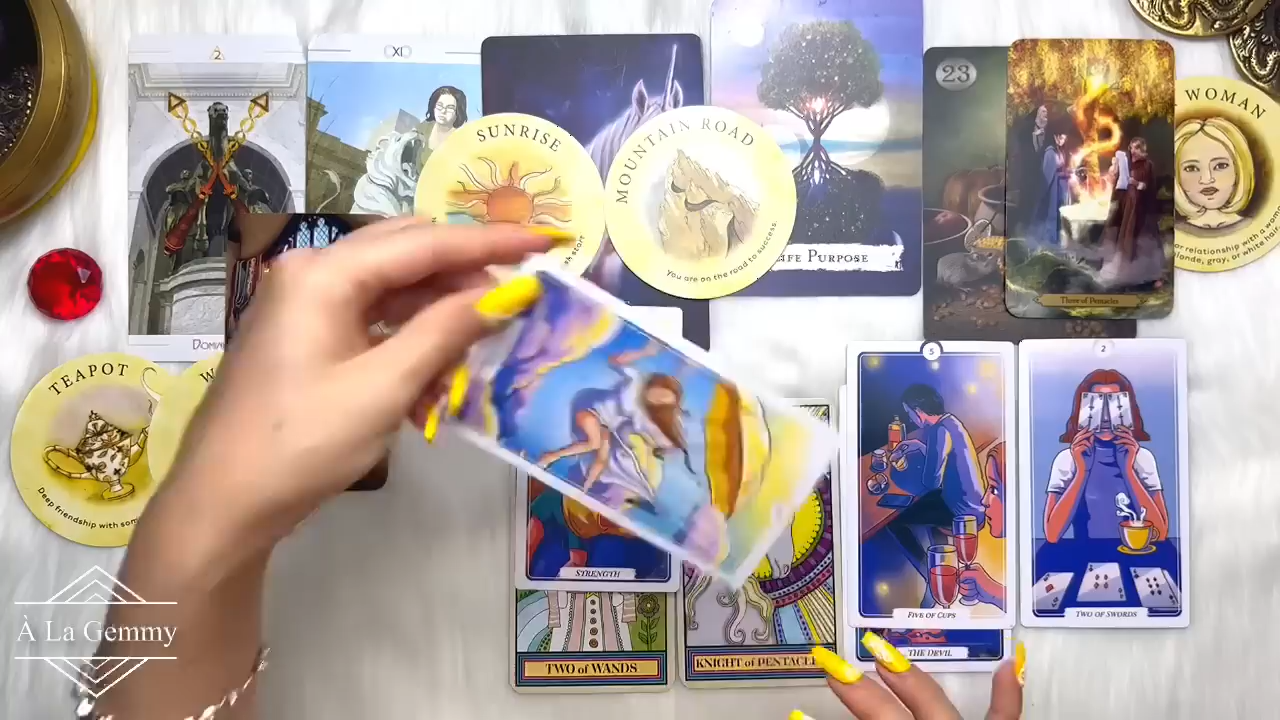 2
XI
SUNRISE
MOUNTAIN ROAD
You are on the road to success.
LIFE PURPOSE
23
Three of Pentacles
WOMAN
TEAPOT
Deep friendship with som
5
2
STRENGTH
FIVE OF CUPS
TWO OF SWORDS
THE DEVIL
TWO of WANDS
KNIGHT of PENTACL
À La Gemmy